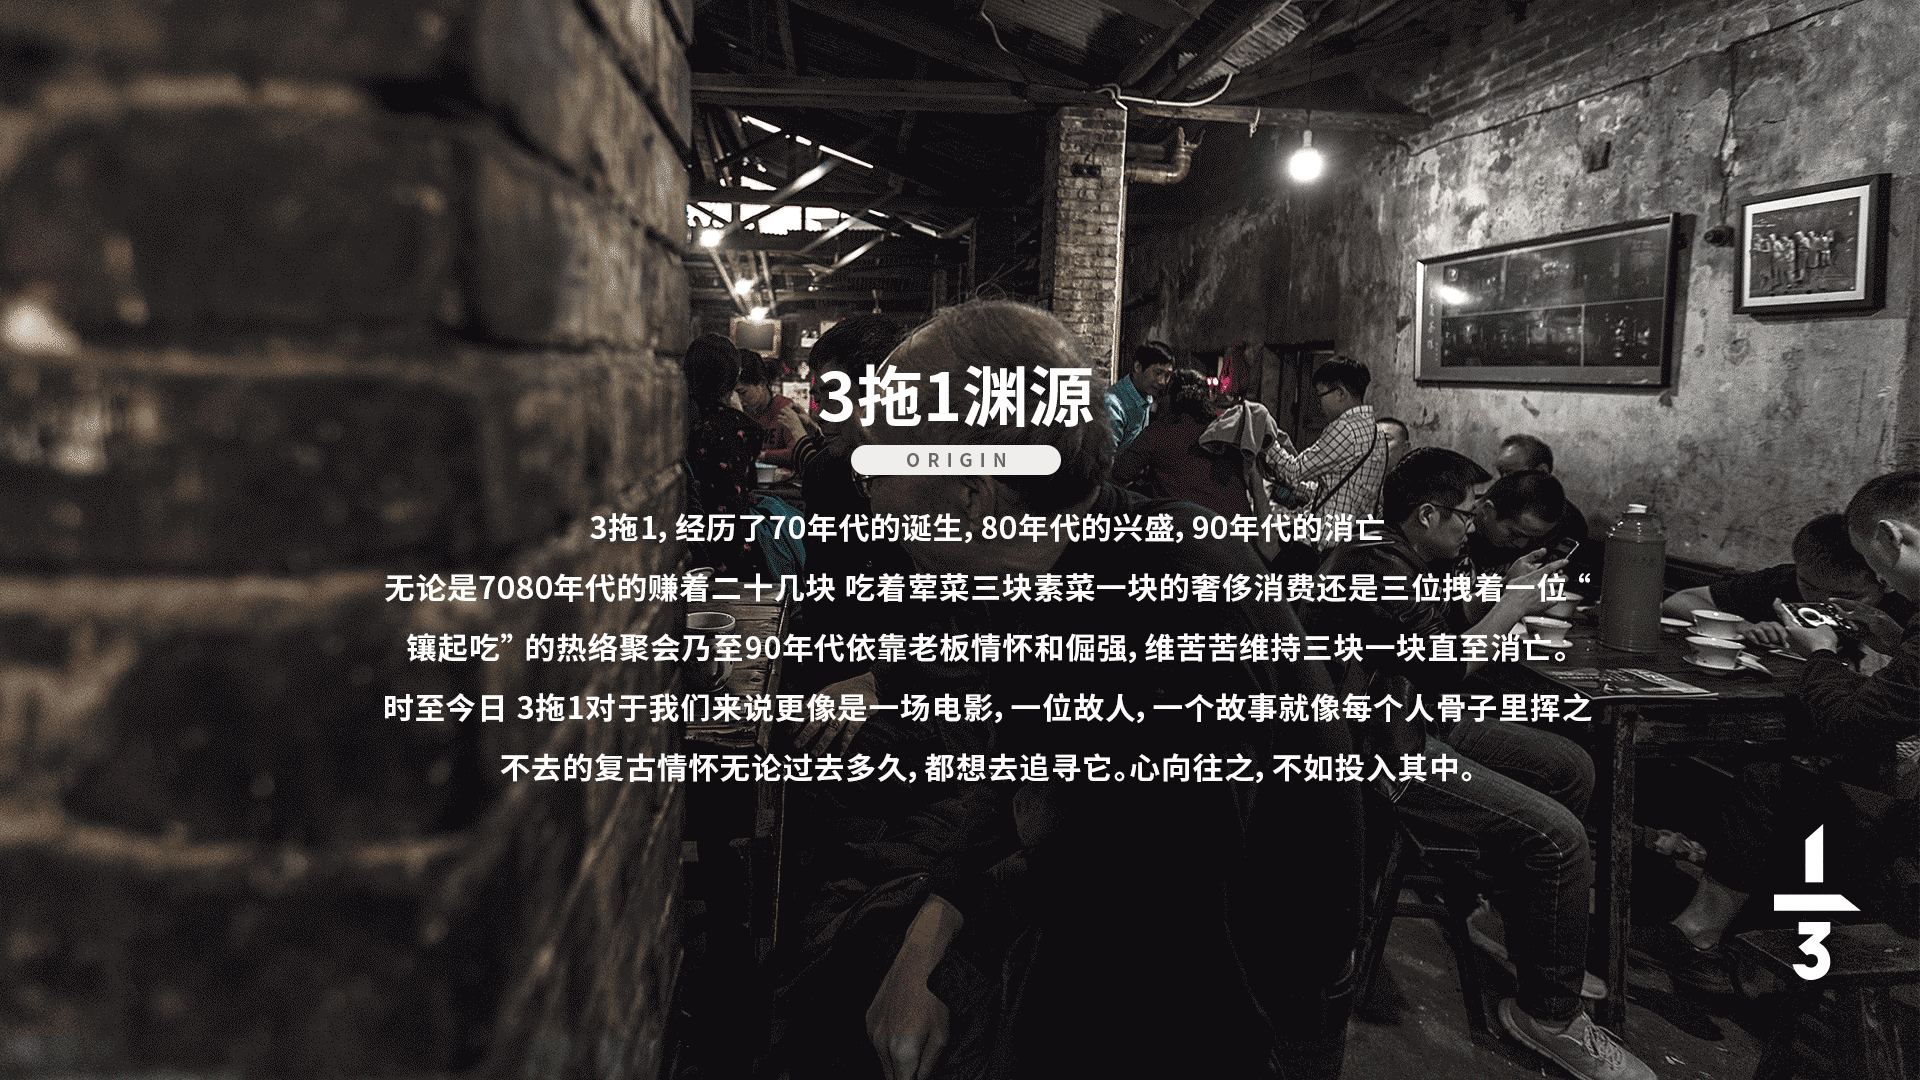 3拖1渊源
ORIGIN
3拖1，经历了70年代的诞生，80年代的兴盛，90年代的消亡
无论是7080年代的赚着二十几块 吃着荤菜三块素菜一块的奢侈消费还是三位拽着一位 “
镶起吃” 的热络聚会乃至90年代依靠老板情怀和倔强，维苦苦维持三块一块直至消亡。
时至今日 3拖1对于我们来说更像是一场电影，一位故人，一个故事就像每个人骨子里挥之
不去的复古情怀无论过去多久，都想去追寻它。心向往之，不如投入其中。
1
3